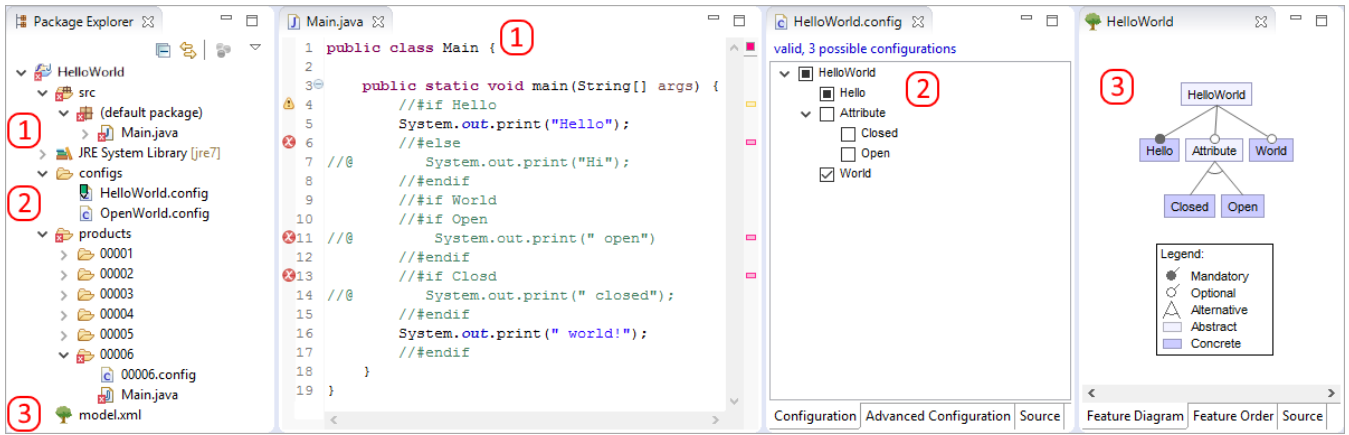 Package Explorer
HelloWorld
src
(default package)
1
Main.java
JRE System Library [jre7]
configs
2
HelloWorld.config
OpenWorld.config
products
00001
00002
00003
00004
00005
00006
00006.config
Main.java
3
model.xml
Main.java
1
1 public class Main {
2
3 public static void main(String[] args) {
4 //#if Hello
5 System.out.print("Hello");
6 //#else
7 //@ System.out.print("Hi");
8 //#endif
9 //#if World
10 //#if Open
11 //@ System.out.print(" open")
12 //#endif
13 //#if Closd
14 //@ System.out.print(" closed");
15 //#endif
16 System.out.print(" world!");
17 //#endif
18 }
19 }
HelloWorld.config
valid, 3 possible configurations
HelloWorld
2
Hello
Attribute
Closed
Open
World
Configuration Advanced Configuration Source
HelloWorld
3
HelloWorld
Hello Attribute World
Closed Open
Legend:
Mandatory
Optional
Alternative
Abstract
Concrete
Feature Diagram Feature Order Source